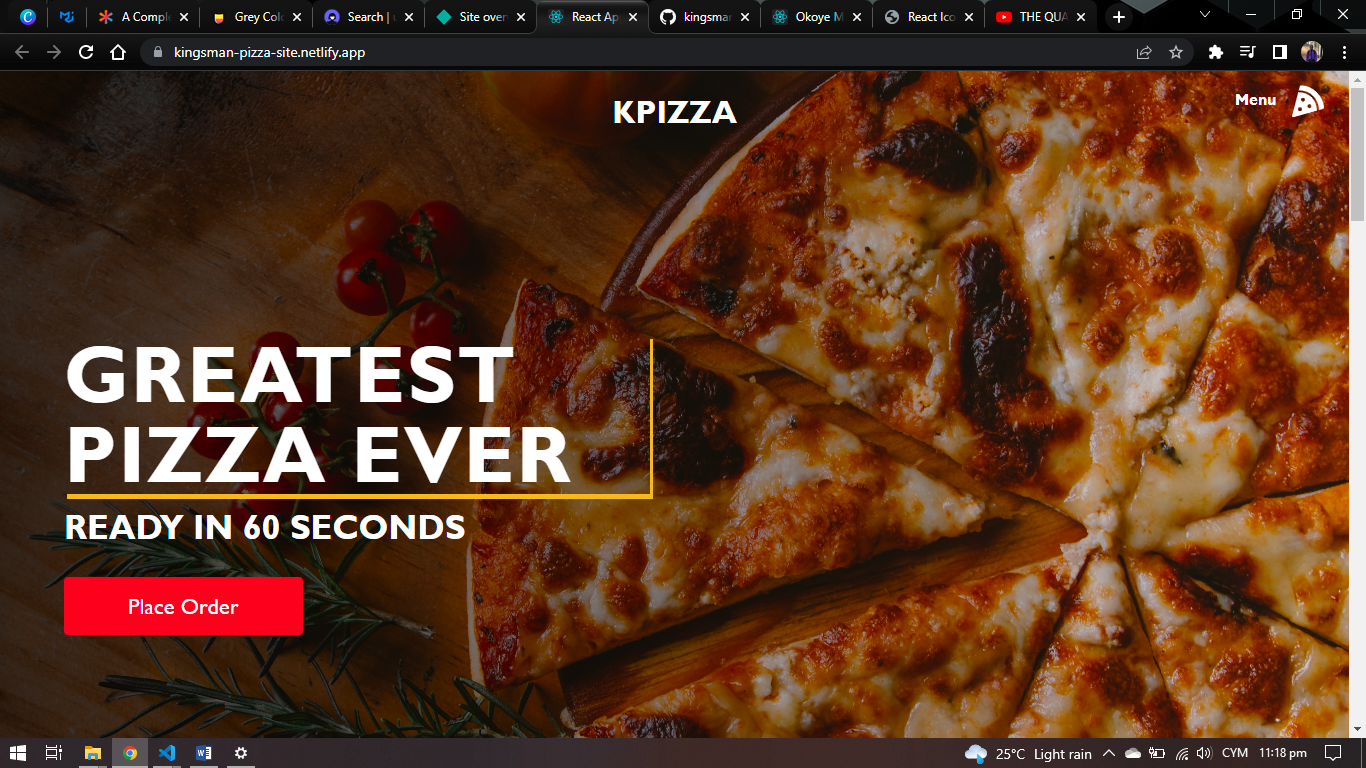 A Compl
Grey Colo
Search | u
Site over
React Ap
kingsman
Okoye M
React Ico
THE QUA
kingsman-pizza-site.netlify.app
KPIZZA
Menu
GREATEST
PIZZA EVER
READY IN 60 SECONDS
Place Order
25°C Light rain
CYM
11:18 pm